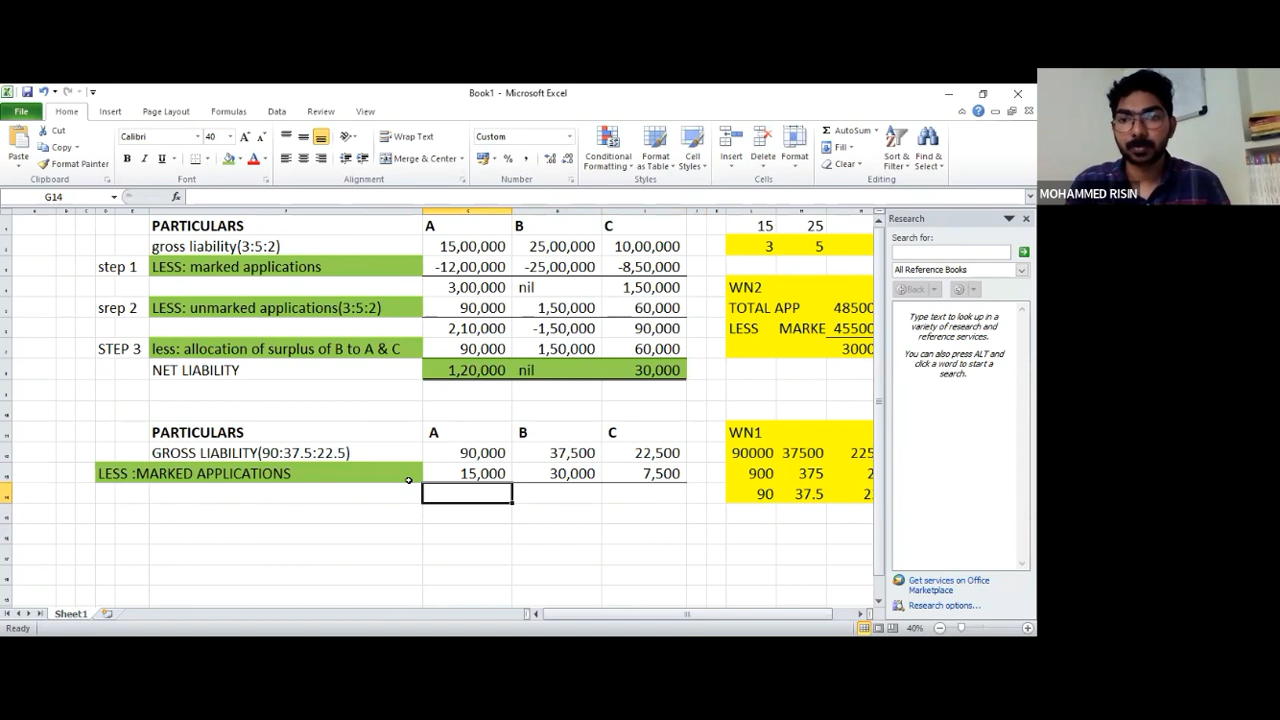 Book1 - Microsoft Excel
File Home Insert Page Layout Formulas Data Review View
Paste
Cut
Copy
Format Painter
Clipboard
Calibri 40
B I U
Font
Wrap Text
Merge & Center
Alignment
Custom
% ,
Number
Conditional Formatting
Format as Table
Cell Styles
Styles
Insert Delete Format
Cells
AutoSum
Fill
Clear
Sort & Filter
Find & Select
Editing
MOHAMMED RISIN
G14
fx
PARTICULARS A B C 15 25
gross liability(3:5:2) 15,00,000 25,00,000 10,00,000 3 5
step 1 LESS: marked applications -12,00,000 -25,00,000 -8,50,000
3,00,000 nil 1,50,000 WN2
srep 2 LESS: unmarked applications(3:5:2) 90,000 1,50,000 60,000 TOTAL APP 48500
2,10,000 -1,50,000 90,000 LESS MARKE 45500
STEP 3 less: allocation of surplus of B to A & C 90,000 1,50,000 60,000 3000
NET LIABILITY 1,20,000 nil 30,000
PARTICULARS A B C WN1
GROSS LIABILITY(90:37.5:22.5) 90,000 37,500 22,500 90000 37500 225
LESS :MARKED APPLICATIONS 15,000 30,000 7,500 900 375 2
90 37.5 2
Research
Search for:
All Reference Books
Back
Type text to look up in a
variety of research and
reference services.
You can also press ALT and
click a word to start a
search.
Get services on Office
Marketplace
Research options...
Sheet1
Ready 40%